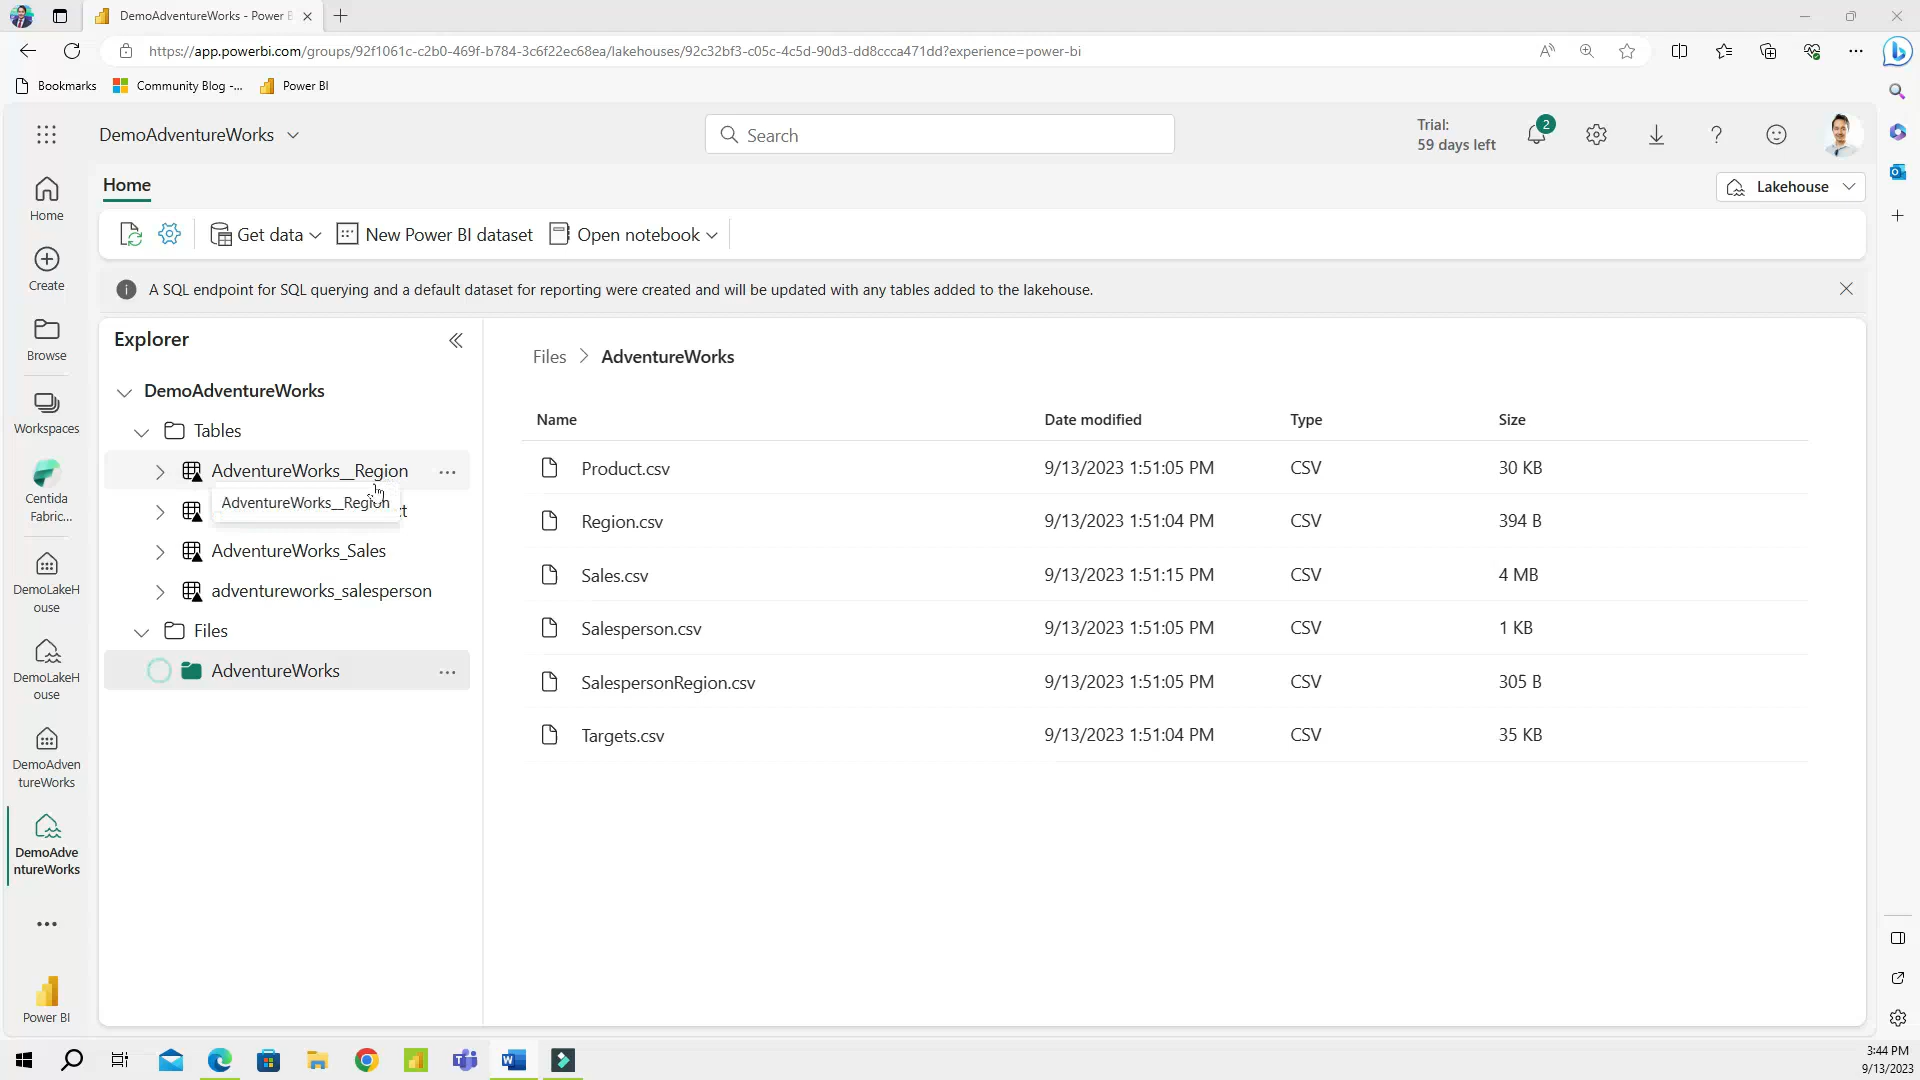 DemoAdventureWorks - Power B
https://app.powerbi.com/groups/92f1061c-c2b0-469f-b784-3c6f22ec68ea/lakehouses/92c32bf3-c05c-4c5d-90d3-dd8ccca471dd?experience=power-bi
Bookmarks
Community Blog -...
Power BI
DemoAdventureWorks
Search
Trial:
59 days left
2
Home
Lakehouse
Get data
New Power BI dataset
Open notebook
A SQL endpoint for SQL querying and a default dataset for reporting were created and will be updated with any tables added to the lakehouse.
Home
Create
Browse
Workspaces
Centida
Fabric...
DemoLakeH
ouse
DemoLakeH
ouse
DemoAdven
tureWorks
DemoAdve
ntureWorks
Power BI
Explorer
DemoAdventureWorks
Tables
AdventureWorks__Region
AdventureWorks__Region
ct
AdventureWorks_Sales
adventureworks_salesperson
Files
AdventureWorks
Files > AdventureWorks
Name Date modified Type Size
Product.csv 9/13/2023 1:51:05 PM CSV 30 KB
Region.csv 9/13/2023 1:51:04 PM CSV 394 B
Sales.csv 9/13/2023 1:51:15 PM CSV 4 MB
Salesperson.csv 9/13/2023 1:51:05 PM CSV 1 KB
SalespersonRegion.csv 9/13/2023 1:51:05 PM CSV 305 B
Targets.csv 9/13/2023 1:51:04 PM CSV 35 KB
3:44 PM
9/13/2023